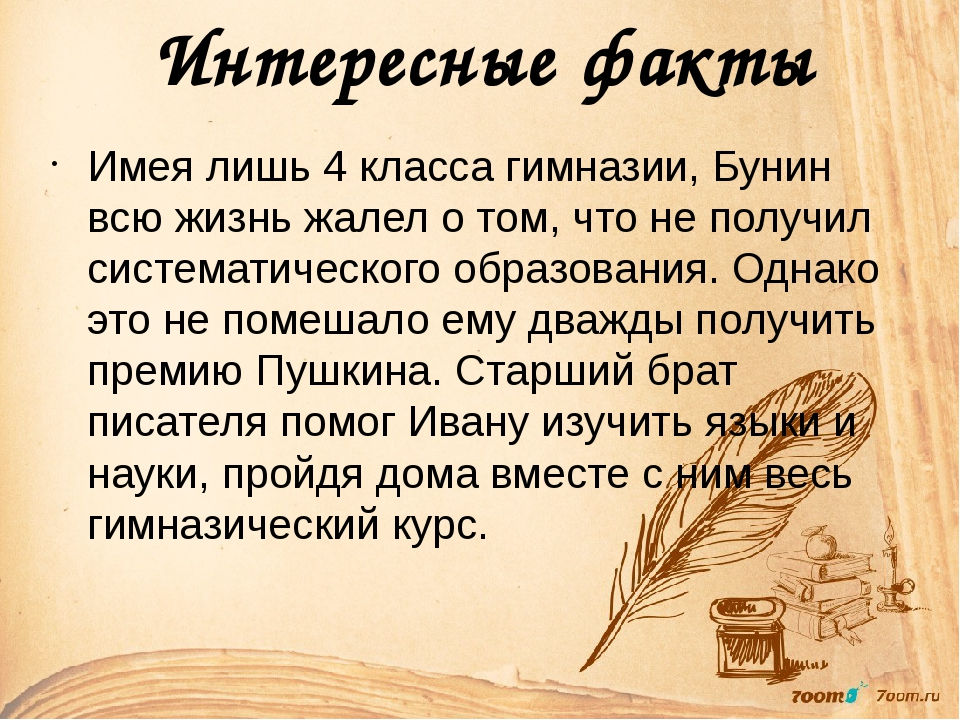 Интересные факты
• Имея лишь 4 класса гимназии, Бунин
всю жизнь жалел о том, что не получил
систематического образования. Однако
это не помешало ему дважды получить
премию Пушкина. Старший брат
писателя помог Ивану изучить языки и
науки, пройдя дома вместе с ним весь
гимназический курс.
7oom 7oom.ru